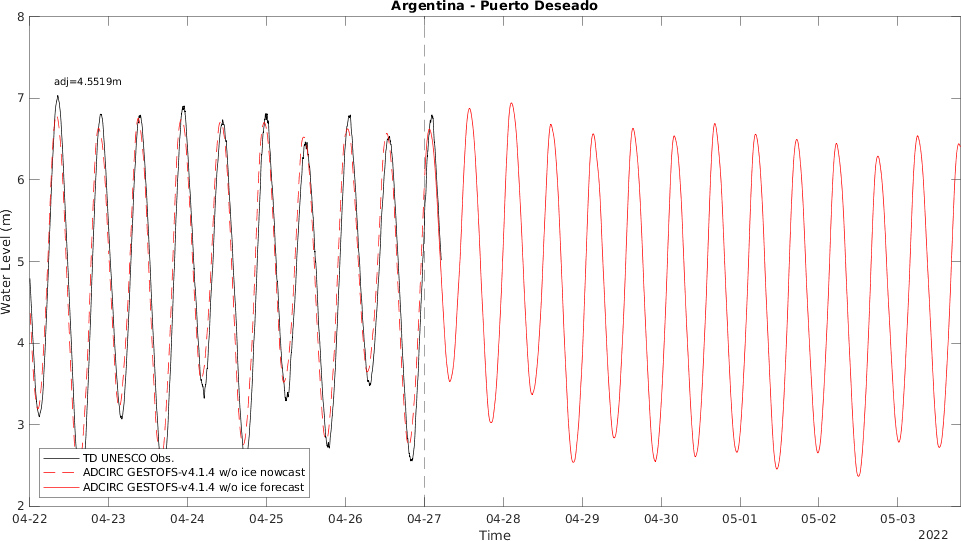 Argentina - Puerto Deseado
8
adj=4.5519m
7
6
5
4
3
2
Water Level (m)
TD UNESCO Obs.
ADCIRC GESTOFS-v4.1.4 w/o ice nowcast
ADCIRC GESTOFS-v4.1.4 w/o ice forecast
04-22 04-23 04-24 04-25 04-26 04-27 04-28 04-29 04-30 05-01 05-02 05-03
Time
2022